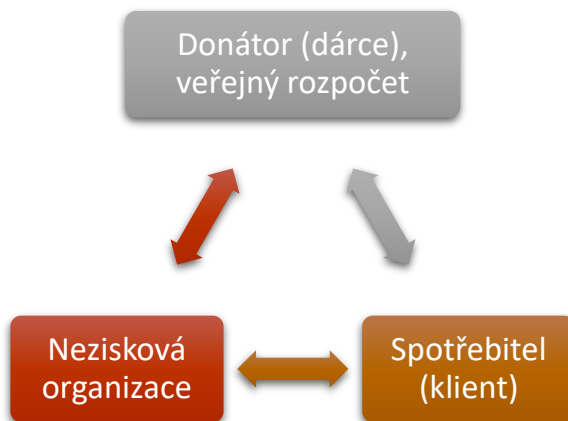 Donátor (dárce),
veřejný rozpočet
Nezisková
organizace
Spotřebitel
(klient)